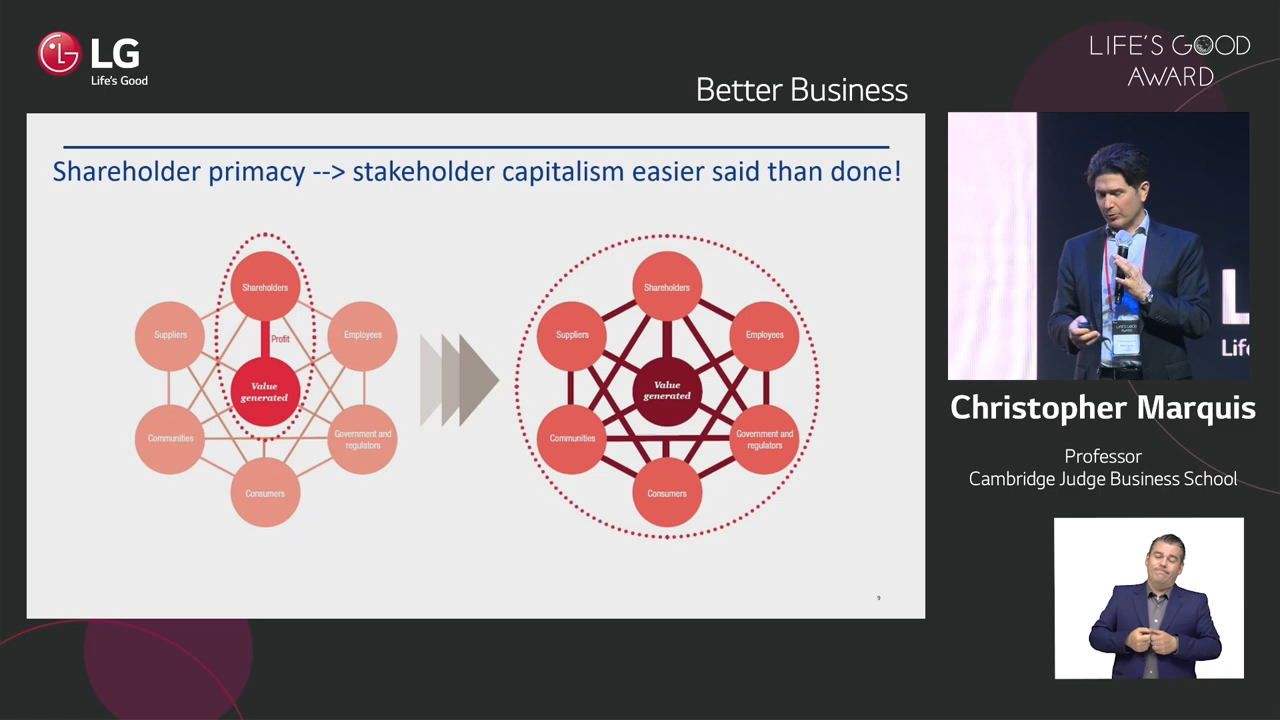 LG
Life's Good
LIFE'S GOOD
AWARD
Better Business
Shareholder primacy --> stakeholder capitalism easier said than done!
Shareholders
Suppliers
Employees
Profit
Value
generated
Communities
Government and
regulators
Consumers
Shareholders
Suppliers
Employees
Value
generated
Communities
Government and
regulators
Consumers
9
Christopher Marquis
Professor
Cambridge Judge Business School